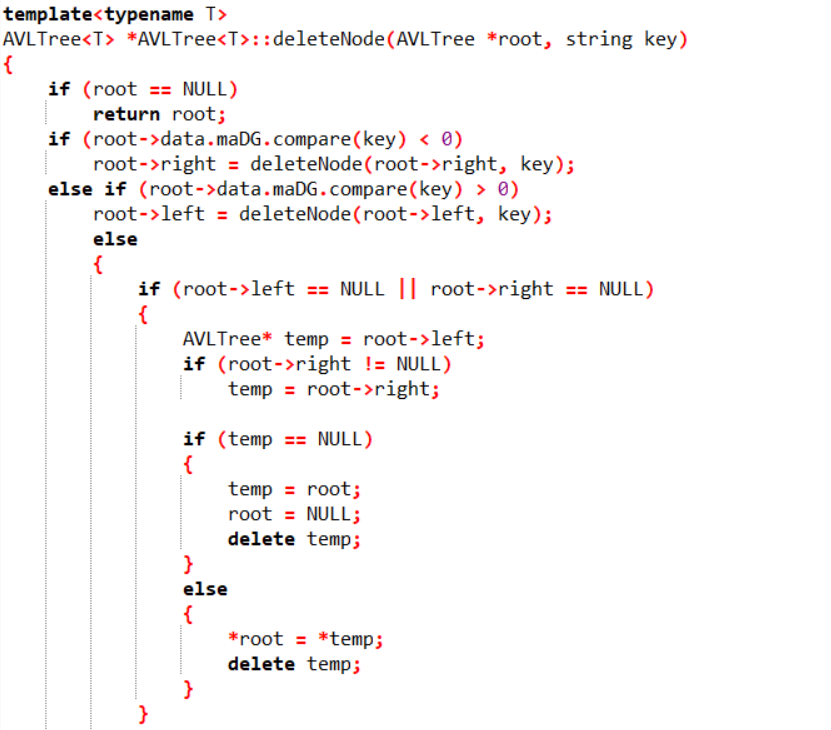 template<typename T>
AVLTree<T> *AVLTree<T>::deleteNode(AVLTree *root, string key)
{
    if (root == NULL)
        return root;
    if (root->data.maDG.compare(key) < 0)
        root->right = deleteNode(root->right, key);
    else if (root->data.maDG.compare(key) > 0)
        root->left = deleteNode(root->left, key);
        else
        {
            if (root->left == NULL || root->right == NULL)
            {
                AVLTree* temp = root->left;
                if (root->right != NULL)
                    temp = root->right;

                if (temp == NULL)
                {
                    temp = root;
                    root = NULL;
                    delete temp;
                }
                else
                {
                    *root = *temp;
                    delete temp;
                }
            }